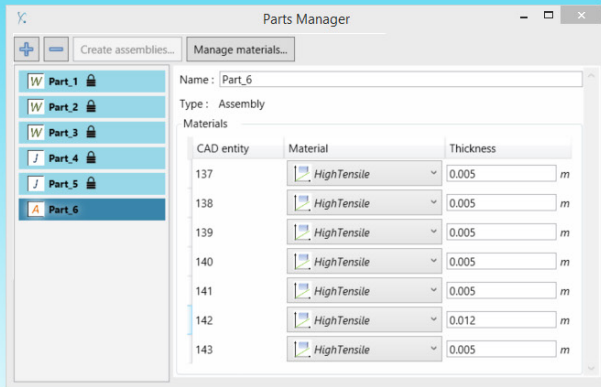 Parts Manager
Create assemblies... Manage materials...
W Part_1
W Part_2
W Part_3
J Part_4
J Part_5
A Part_6
Name : Part_6
Type : Assembly
Materials
CAD entity Material Thickness
137 HighTensile 0.005 m
138 HighTensile 0.005 m
139 HighTensile 0.005 m
140 HighTensile 0.005 m
141 HighTensile 0.005 m
142 HighTensile 0.012 m
143 HighTensile 0.005 m